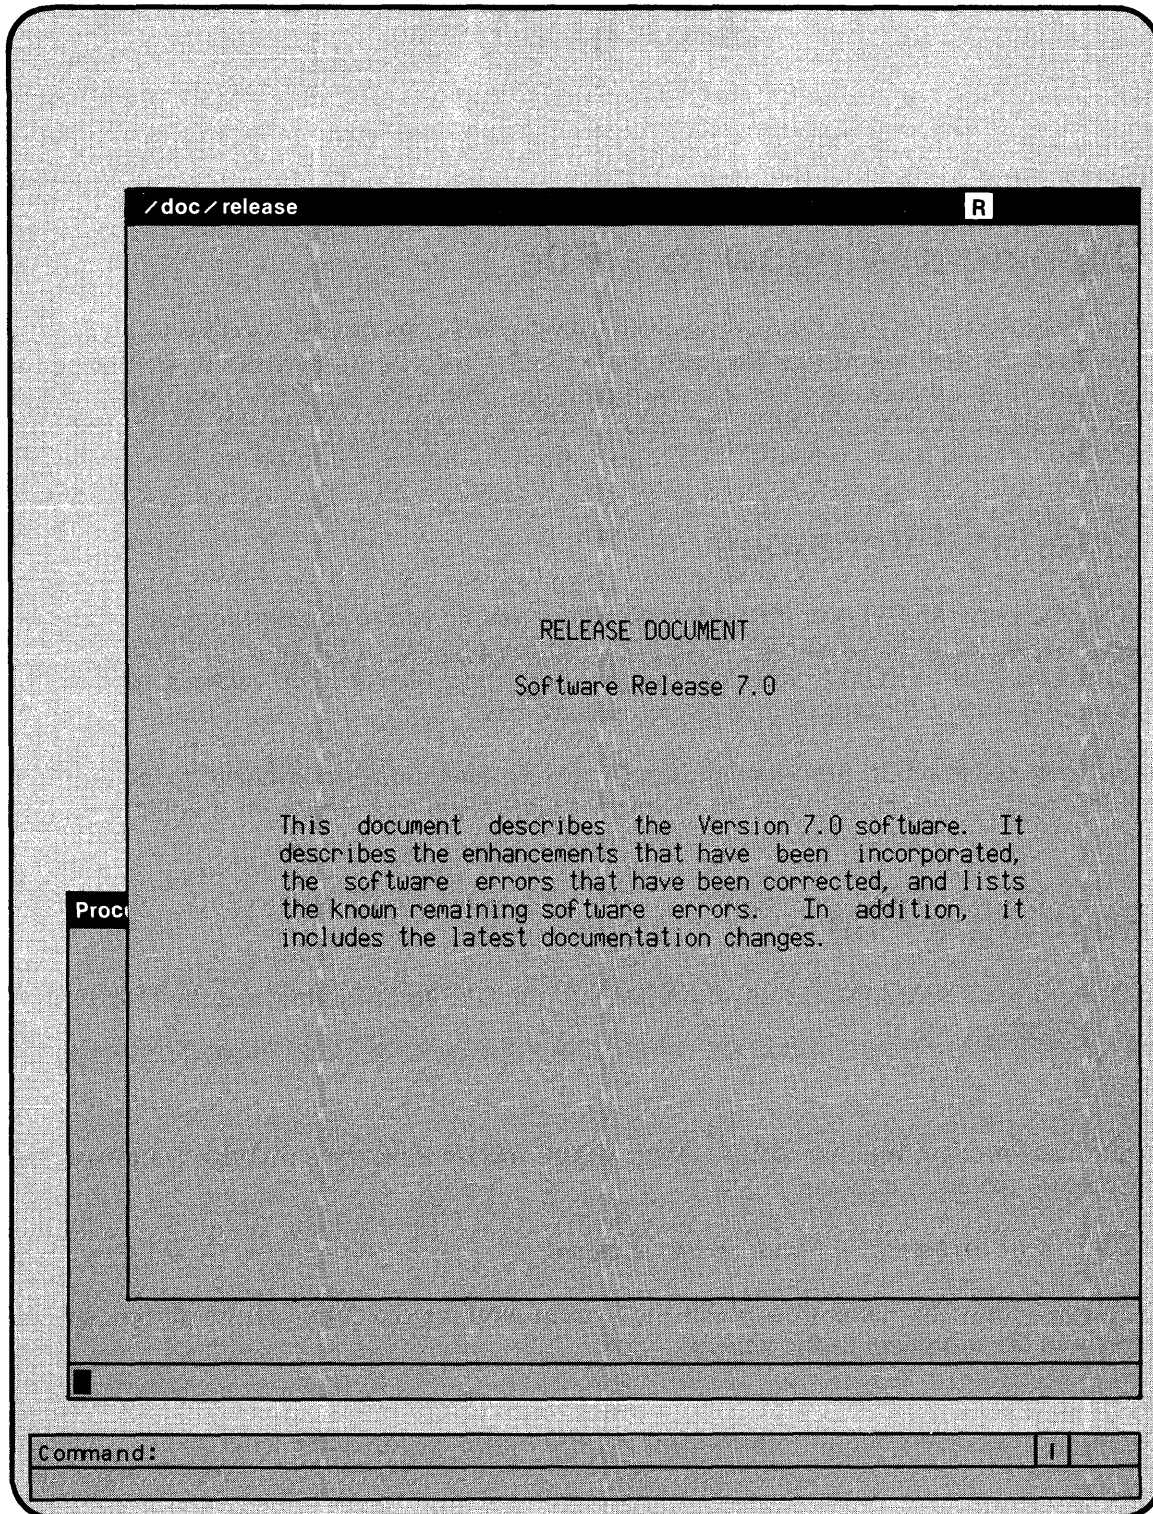 /doc/release R
RELEASE DOCUMENT
Software Release 7.0
This document describes the Version 7.0 software. It
describes the enhancements that have been incorporated,
the software errors that have been corrected, and lists
the known remaining software errors. In addition, it
includes the latest documentation changes.
Proc
Command: I